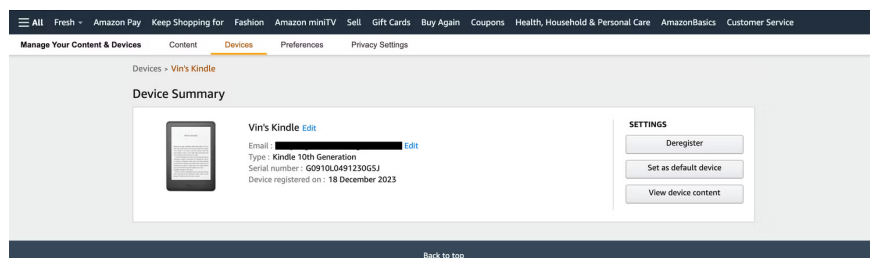 All Fresh Amazon Pay Keep Shopping for Fashion Amazon miniTV Sell Gift Cards Buy Again Coupons Health, Household & Personal Care AmazonBasics Customer Service
Manage Your Content & Devices Content Devices Preferences Privacy Settings
Devices > Vin's Kindle
Device Summary
Vin's Kindle Edit
Email : Edit
Type : Kindle 10th Generation
Serial number : G0910L0491230G5J
Device registered on : 18 December 2023
SETTINGS
Deregister
Set as default device
View device content
Back to top